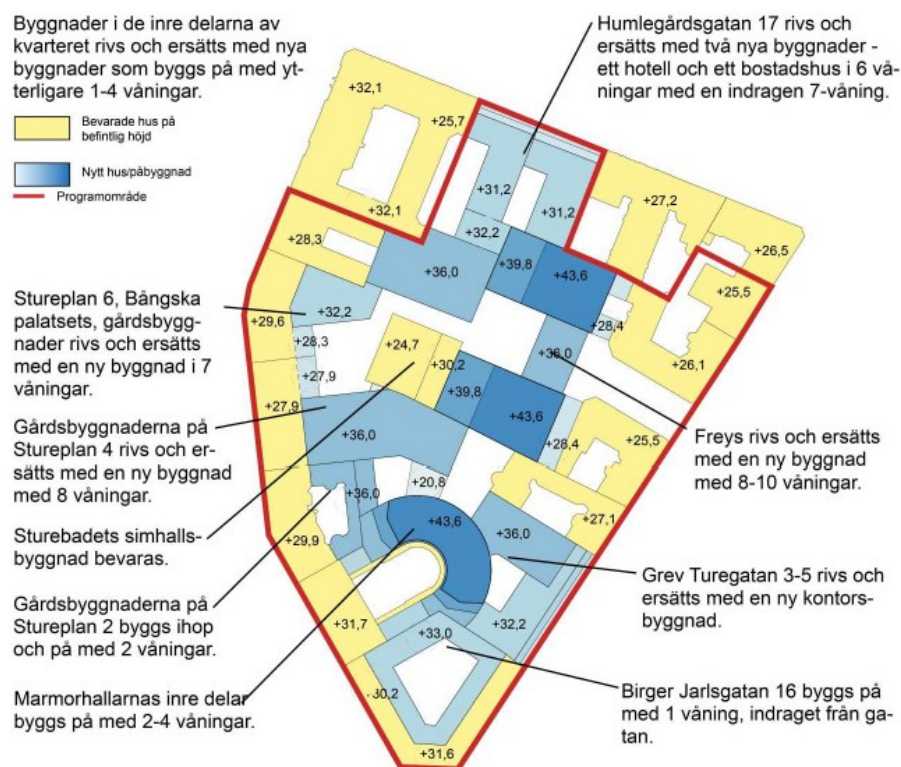 Byggnader i de inre delarna av
kvarteret rivs och ersätts med nya
byggnader som byggs på med yt-
terligare 1-4 våningar.
Bevarade hus på
befintlig höjd
Nytt hus/påbyggnad
Programområde
Humlegårdsgatan 17 rivs och
ersätts med två nya byggnader -
ett hotell och ett bostadshus i 6 vå-
ningar med en indragen 7-våning.
Stureplan 6, Bångska
palatsets, gårdsbygg-
nader rivs och ersätts
med en ny byggnad i 7
våningar.
Gårdsbyggnaderna på
Stureplan 4 rivs och er-
sätts med en ny byggnad
med 8 våningar.
Sturebadets simhalls-
byggnad bevaras.
Gårdsbyggnaderna på
Stureplan 2 byggs ihop
och på med 2 våningar.
Marmorhallarnas inre delar
byggs på med 2-4 våningar.
Freys rivs och ersätts
med en ny byggnad
med 8-10 våningar.
Grev Turegatan 3-5 rivs och
ersätts med en ny kontors-
byggnad.
Birger Jarlsgatan 16 byggs på
med 1 våning, indraget från ga-
tan.
+32,1
+25,7
+31,2
+27,2
+32,1
+31,2
+28,3
+32,2
+26,5
+36,0
+39,8
+43,6
+25,5
+29,6
+32,2
+28,4
+28,3
+24,7
+36,0
+30,2
+26,1
+27,9
+27,9
+39,8
+43,6
+36,0
+28,4
+25,5
+20,8
+36,0
+43,6
+27,1
+29,9
+36,0
+31,7
+33,0
+32,2
+30,2
+31,6